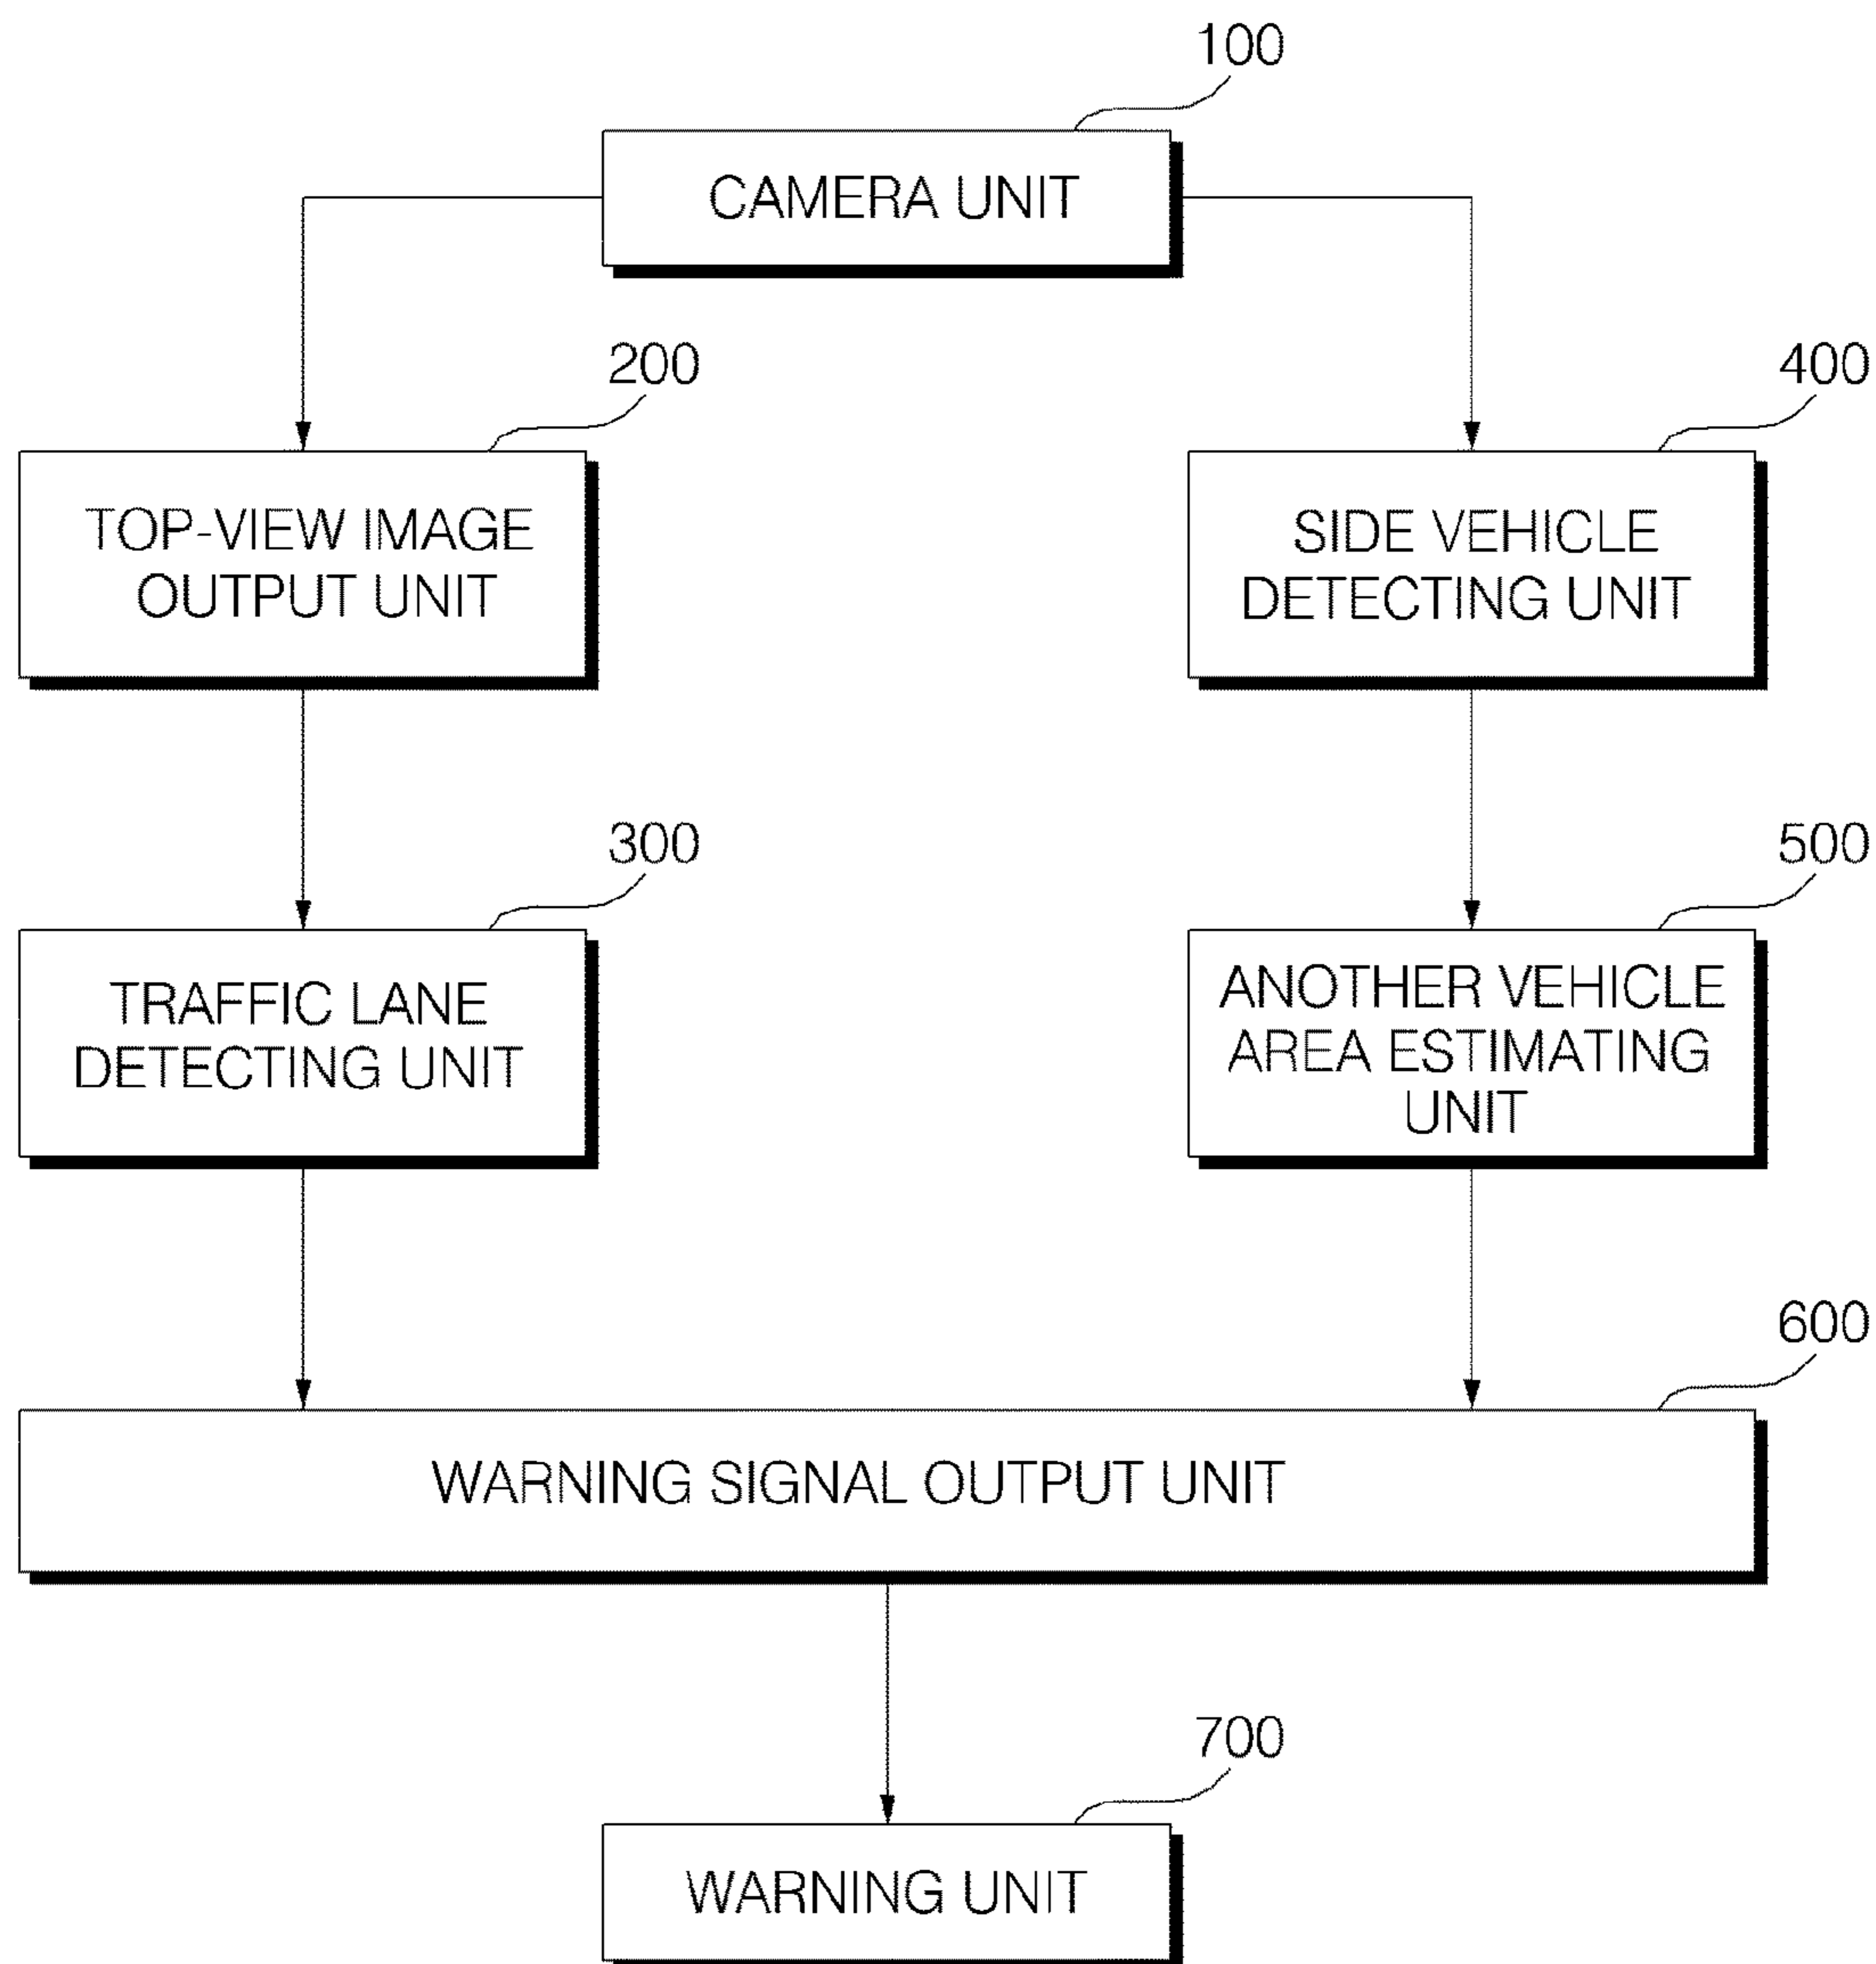 100
CAMERA UNIT
200
TOP-VIEW IMAGE
OUTPUT UNIT
400
SIDE VEHICLE
DETECTING UNIT
300
TRAFFIC LANE
DETECTING UNIT
500
ANOTHER VEHICLE
AREA ESTIMATING
UNIT
600
WARNING SIGNAL OUTPUT UNIT
700
WARNING UNIT